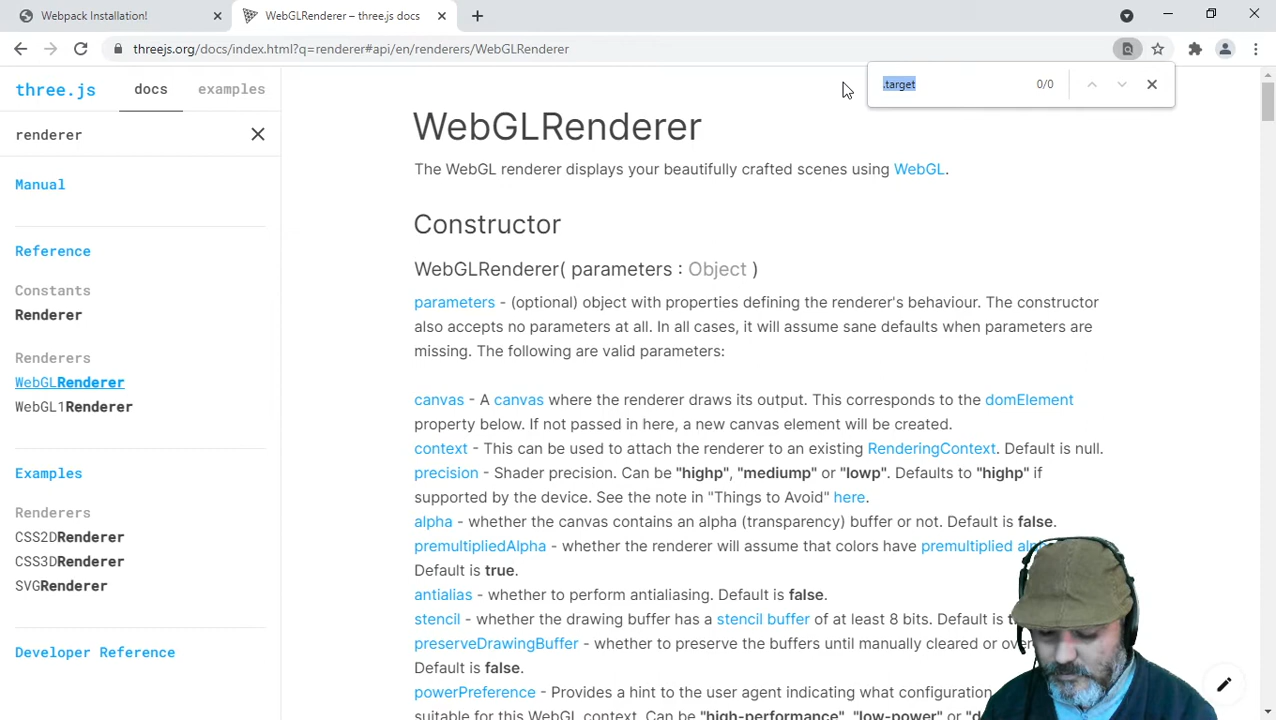 Webpack Installation!
WebGLRenderer – three.js docs
threejs.org/docs/index.html?q=renderer#api/en/renderers/WebGLRenderer
.target
0/0
three.js
docs
examples
renderer
Manual
Reference
Constants
Renderer
Renderers
WebGLRenderer
WebGL1Renderer
Examples
Renderers
CSS2DRenderer
CSS3DRenderer
SVGRenderer
Developer Reference
WebGLRenderer
The WebGL renderer displays your beautifully crafted scenes using WebGL.
Constructor
WebGLRenderer( parameters : Object )
parameters - (optional) object with properties defining the renderer's behaviour. The constructor
also accepts no parameters at all. In all cases, it will assume sane defaults when parameters are
missing. The following are valid parameters:
canvas - A canvas where the renderer draws its output. This corresponds to the domElement
property below. If not passed in here, a new canvas element will be created.
context - This can be used to attach the renderer to an existing RenderingContext. Default is null.
precision - Shader precision. Can be "highp", "mediump" or "lowp". Defaults to "highp" if
supported by the device. See the note in "Things to Avoid" here.
alpha - whether the canvas contains an alpha (transparency) buffer or not. Default is false.
premultipliedAlpha - whether the renderer will assume that colors have premultiplied
Default is true.
antialias - whether to perform antialiasing. Default is false.
stencil - whether the drawing buffer has a stencil buffer of at least 8 bits. Default is
preserveDrawingBuffer - whether to preserve the buffers until manually cleared or
Default is false.
powerPreference - Provides a hint to the user agent indicating what configuration
suitable for this WebGL context. Can be "high-performance", "low-power" or